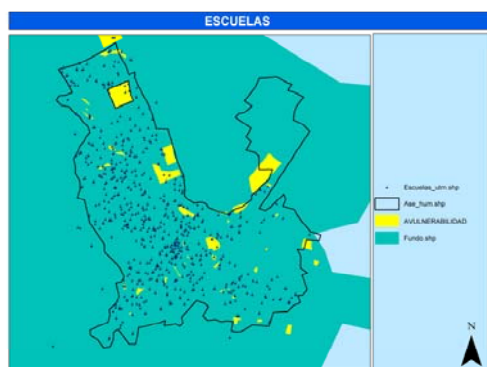 ESCUELAS
Escuelas_utm.shp
Ase_hum.shp
AVULNERABILIDAD
Fundo.shp
N